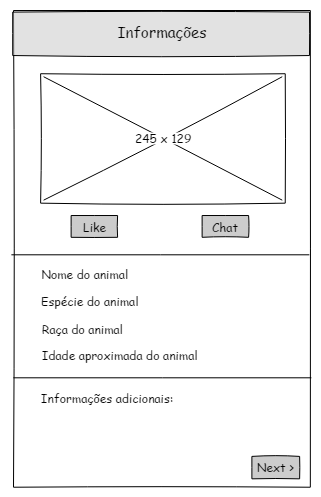 Informações
245 x 129
Like
Chat
Nome do animal
Espécie do animal
Raça do animal
Idade aproximada do animal
Informações adicionais:
Next >